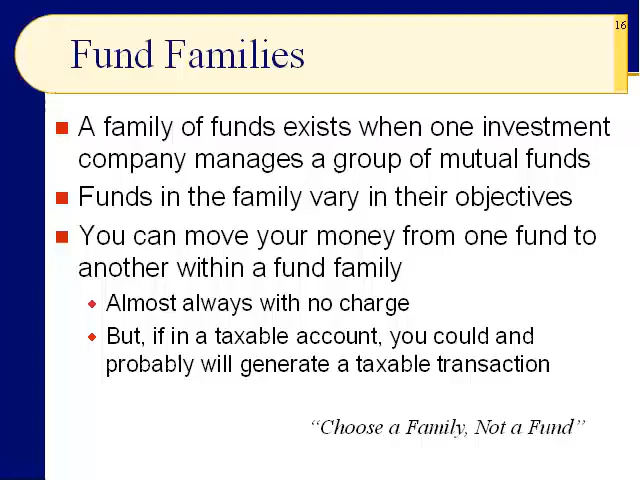 16
Fund Families
A family of funds exists when one investment
company manages a group of mutual funds
Funds in the family vary in their objectives
You can move your money from one fund to
another within a fund family
Almost always with no charge
But, if in a taxable account, you could and
probably will generate a taxable transaction
“Choose a Family, Not a Fund”